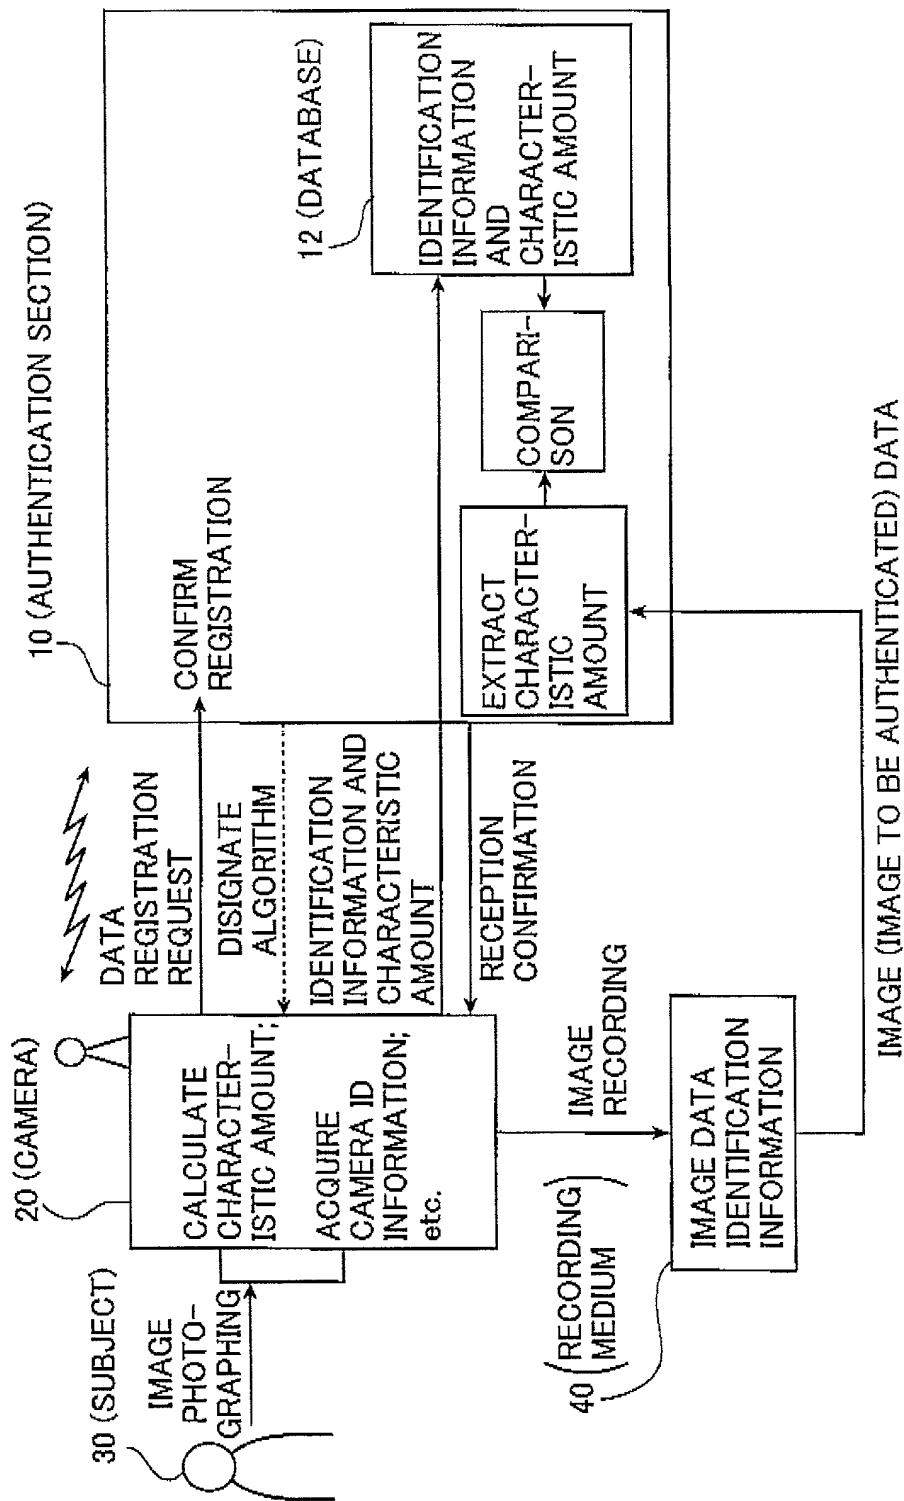 30 (SUBJECT)
IMAGE
PHOTO-
GRAPHING
20 (CAMERA)
CALCULATE
CHARACTER-
ISTIC AMOUNT;
ACQUIRE
CAMERA ID
INFORMATION;
etc.
DATA
REGISTRATION
REQUEST
DISIGNATE
ALGORITHM
IDENTIFICATION
INFORMATION AND
CHARACTERISTIC
AMOUNT
RECEPTION
CONFIRMATION
10 (AUTHENTICATION SECTION)
CONFIRM
REGISTRATION
12 (DATABASE)
IDENTIFICATION
INFORMATION
AND
CHARACTER-
ISTIC AMOUNT
COMPARI-
SON
EXTRACT
CHARACTER-
ISTIC
AMOUNT
IMAGE
RECORDING
40 (RECORDING
MEDIUM)
IMAGE DATA
IDENTIFICATION
INFORMATION
IMAGE (IMAGE TO BE AUTHENTICATED) DATA